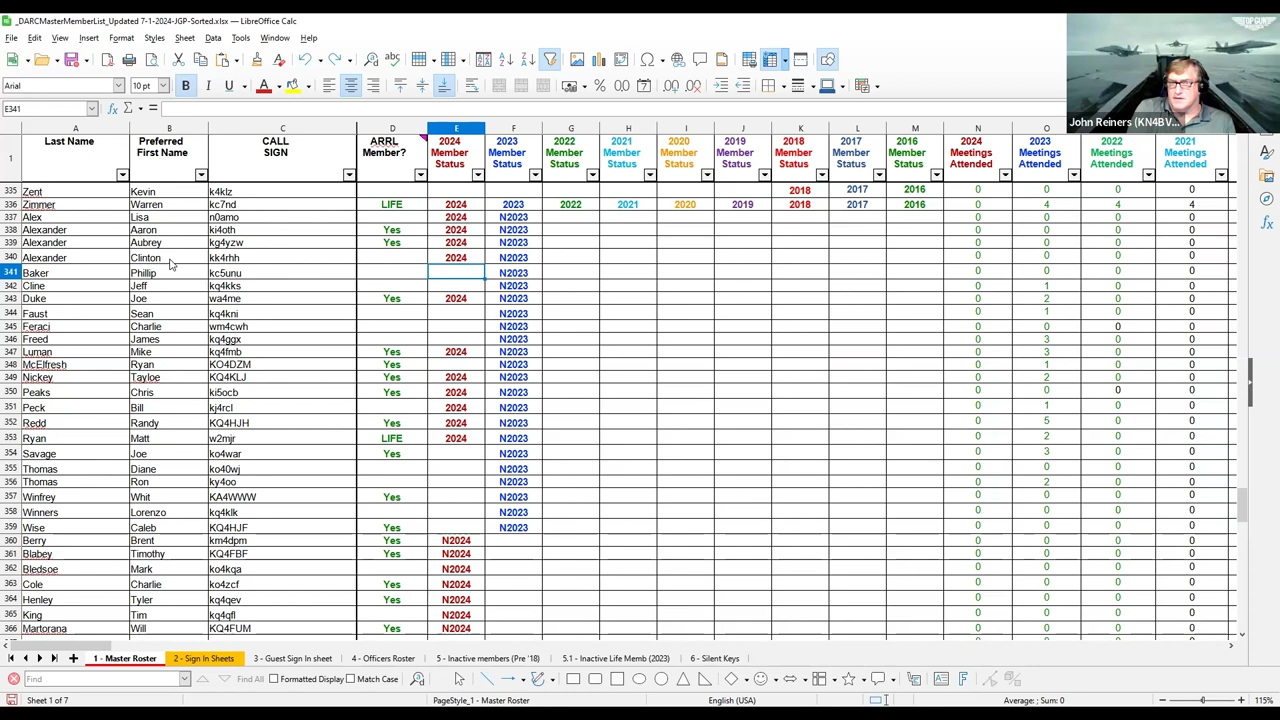 _DARCMasterMemberList_Updated 7-1-2024-JGP-Sorted.xlsx — LibreOffice Calc
File Edit View Insert Format Styles Sheet Data Tools Window Help
Arial 10 pt
E341
A B C D E F G H I J K L M N O P Q
1 Last Name Preferred First Name CALL SIGN ARRL Member? 2024 Member Status 2023 Member Status 2022 Member Status 2021 Member Status 2020 Member Status 2019 Member Status 2018 Member Status 2017 Member Status 2016 Member Status 2024 Meetings Attended 2023 Meetings Attended 2022 Meetings Attended 2021 Meetings Attended
335 Zent Kevin k4klz 2018 2017 2016 0 0 0 0
336 Zimmer Warren kc7nd LIFE 2024 2023 2022 2021 2020 2019 2018 2017 2016 0 4 4 4
337 Alex Lisa n0amo 2024 N2023 0 0 0 0
338 Alexander Aaron ki4oth Yes 2024 N2023 0 0 0 0
339 Alexander Aubrey kg4yzw Yes 2024 N2023 0 0 0 0
340 Alexander Clinton kk4rhh 2024 N2023 0 0 0 0
341 Baker Phillip kc5unu N2023 0 0 0 0
342 Cline Jeff kq4kks N2023 0 1 0 0
343 Duke Joe wa4me Yes 2024 N2023 0 2 0 0
344 Faust Sean kq4kni N2023 0 1 0 0
345 Feraci Charlie wm4cwh N2023 0 0 0 0
346 Freed James kq4ggx N2023 0 3 0 0
347 Luman Mike kq4fmb Yes 2024 N2023 0 3 0 0
348 McElfresh Ryan KO4DZM Yes N2023 0 1 0 0
349 Nickey Tayloe KQ4KLJ Yes 2024 N2023 0 2 0 0
350 Peaks Chris ki5ocb Yes 2024 N2023 0 0 0 0
351 Peck Bill kj4rcl 2024 N2023 0 1 0 0
352 Redd Randy KQ4HJH Yes 2024 N2023 0 5 0 0
353 Ryan Matt w2mjr LIFE 2024 N2023 0 2 0 0
354 Savage Joe ko4war Yes N2023 0 3 0 0
355 Thomas Diane ko40wj N2023 0 0 0 0
356 Thomas Ron ky4oo N2023 0 2 0 0
357 Winfrey Whit KA4WWW Yes N2023 0 0 0 0
358 Winners Lorenzo kq4klk N2023 0 0 0 0
359 Wise Caleb KQ4HJF Yes N2023 0 0 0 0
360 Berry Brent km4dpm Yes N2024 0 0 0 0
361 Blabey Timothy KQ4FBF Yes N2024 0 0 0 0
362 Bledsoe Mark ko4kqa N2024 0 0 0 0
363 Cole Charlie ko4zcf Yes N2024 0 0 0 0
364 Henley Tyler kq4qev Yes N2024 0 0 0 0
365 King Tim kq4qfl N2024 0 0 0 0
366 Martorana Will KQ4FUM Yes N2024 0 0 0 0
1 - Master Roster 2 - Sign In Sheets 3 - Guest Sign In sheet 4 - Officers Roster 5 - Inactive members (Pre '18) 5.1 - Inactive Life Memb (2023) 6 - Silent Keys
Find Find All Formatted Display Match Case
Sheet 1 of 7 PageStyle_1 - Master Roster English (USA) Average: ; Sum: 0 115%
TOP GUN
John Reiners (KN4BV...